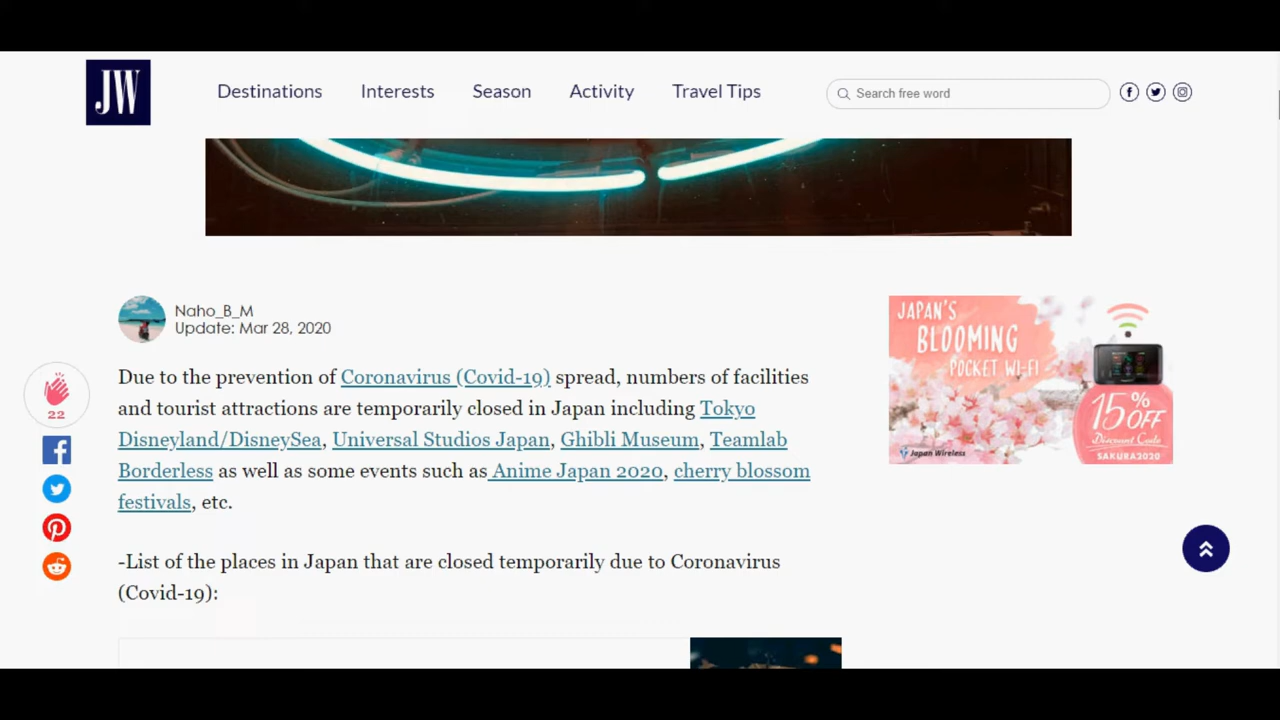 JW
Destinations
Interests
Season
Activity
Travel Tips
Search free word
Naho_B_M
Update: Mar 28, 2020
22
Due to the prevention of Coronavirus (Covid-19) spread, numbers of facilities
and tourist attractions are temporarily closed in Japan including Tokyo
Disneyland/DisneySea, Universal Studios Japan, Ghibli Museum, Teamlab
Borderless as well as some events such as Anime Japan 2020, cherry blossom
festivals, etc.
-List of the places in Japan that are closed temporarily due to Coronavirus
(Covid-19):
JAPAN'S
BLOOMING
POCKET WI-FI
15% OFF
Discount Code
SAKURA2020
Japan Wireless